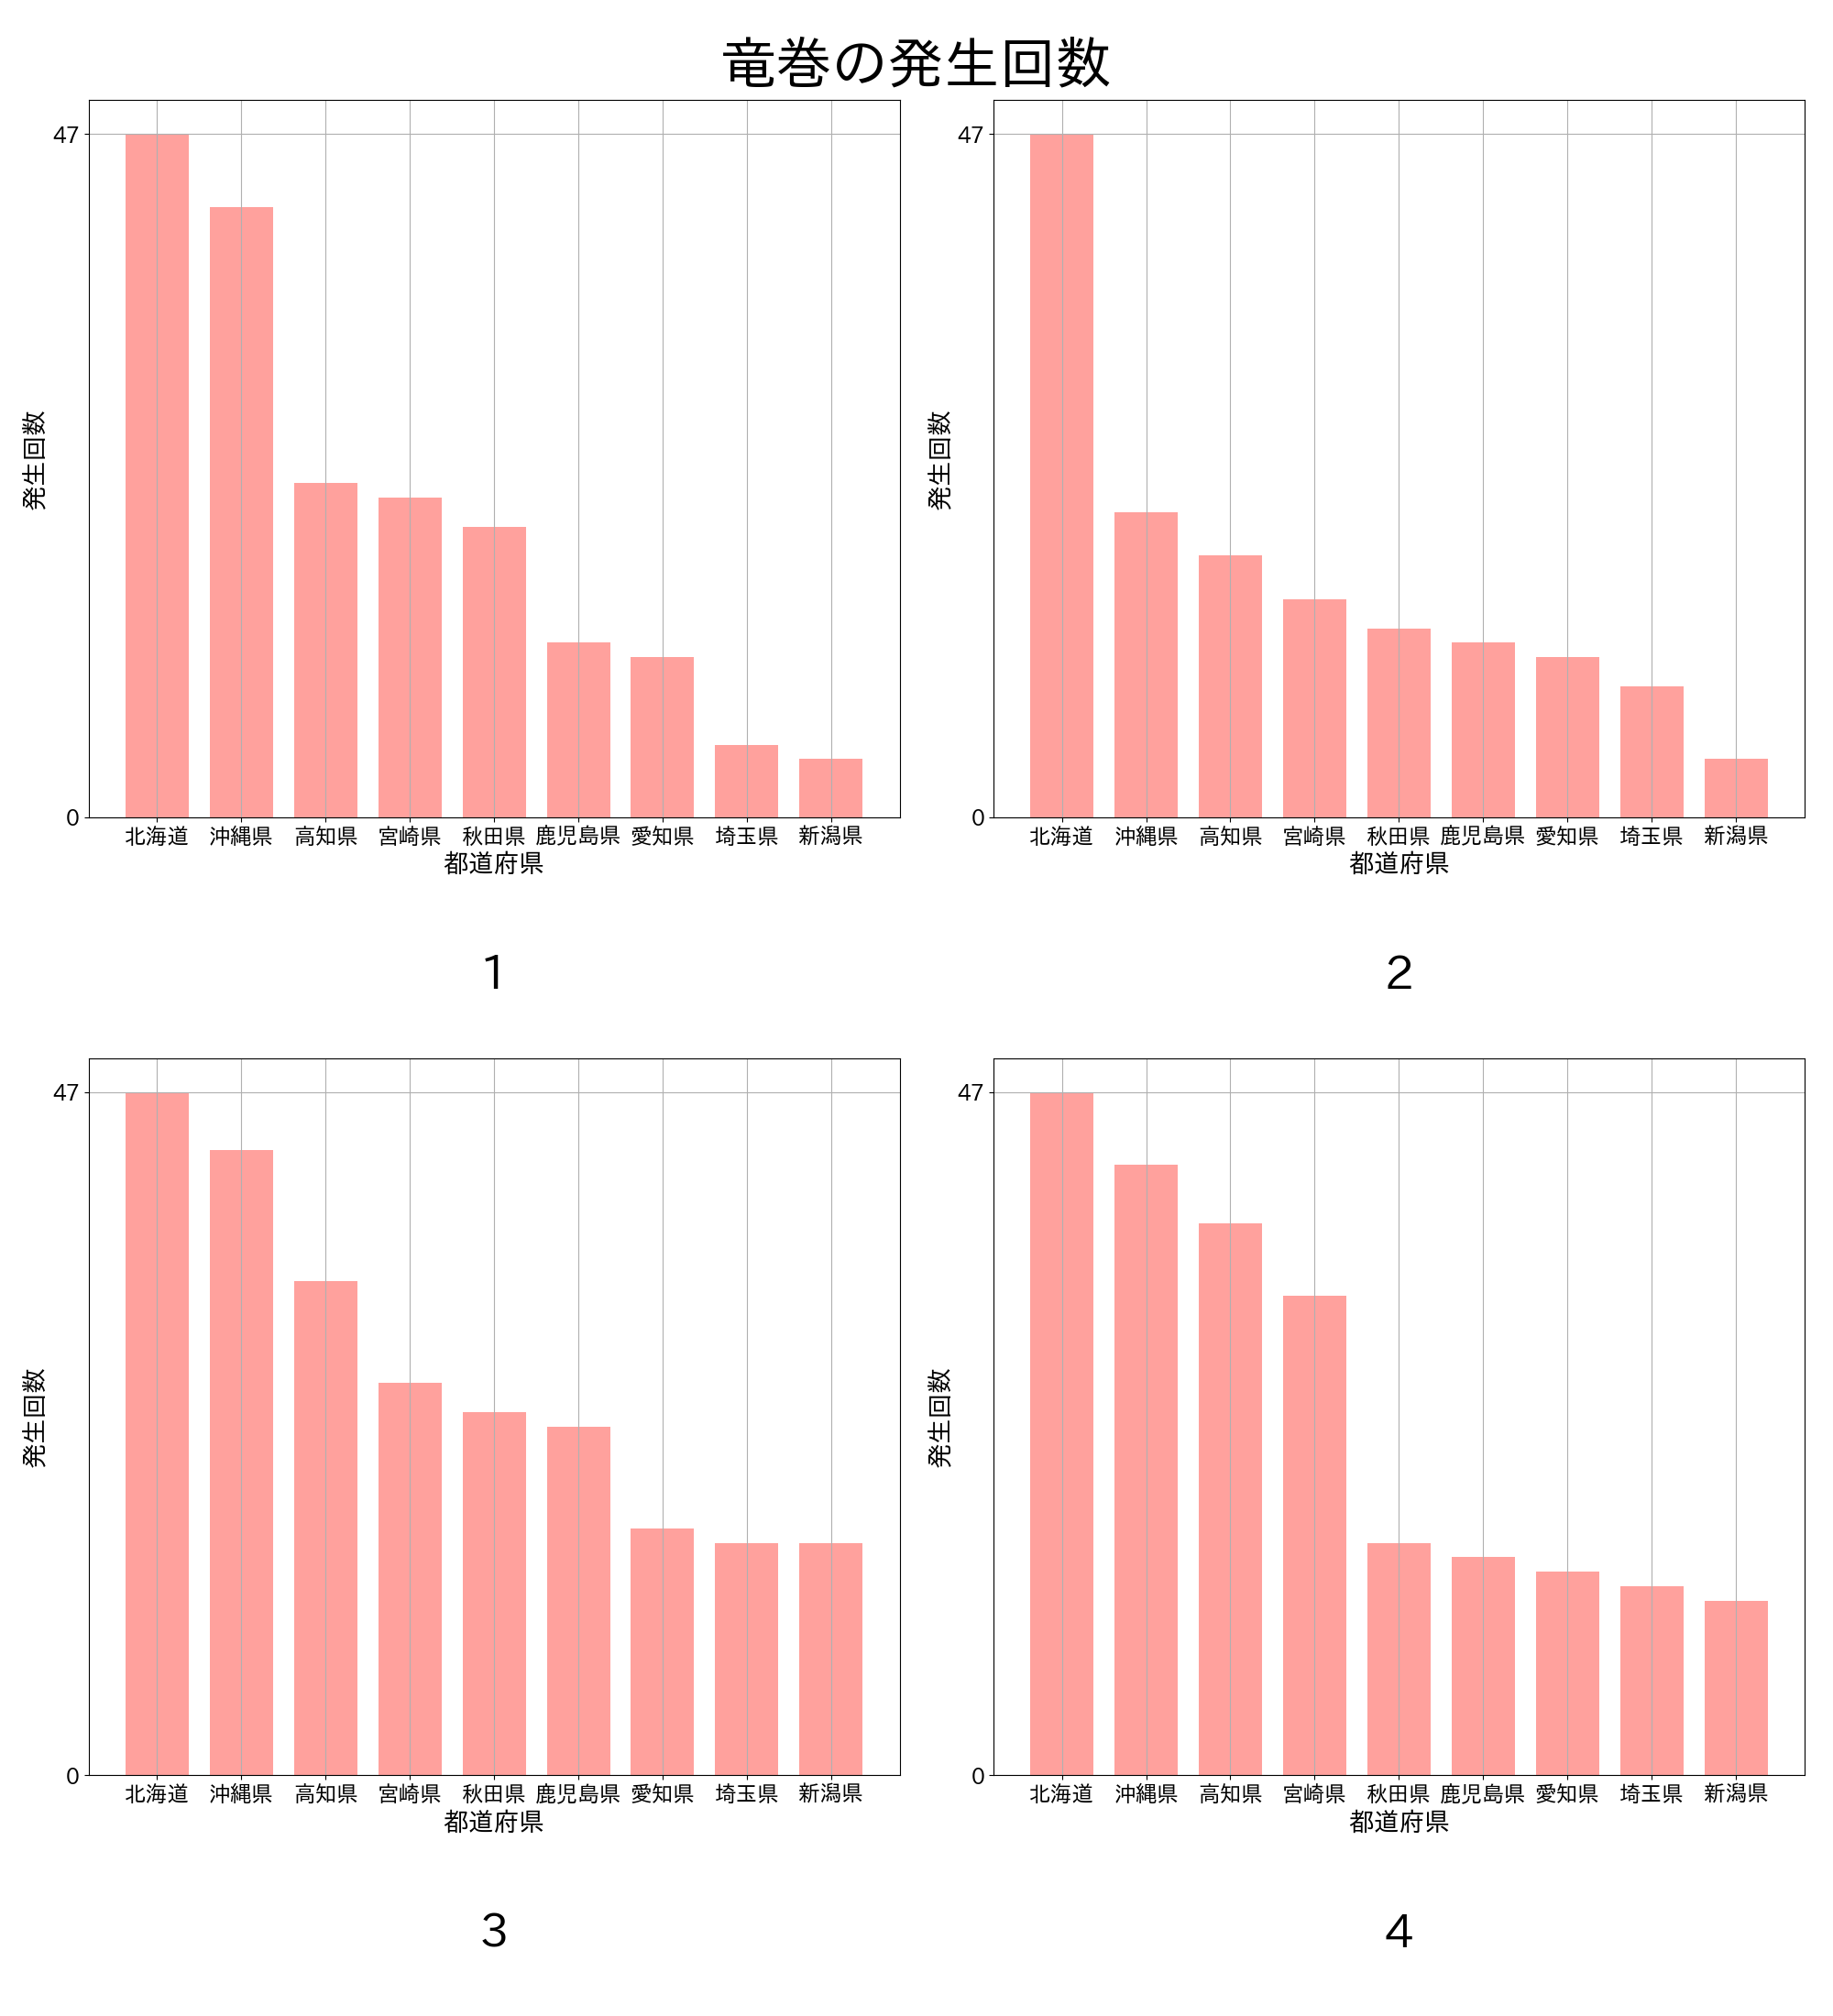 竜巻の発生回数
47
0
発生回数
北海道 沖縄県 高知県 宮崎県 秋田県 鹿児島県 愛知県 埼玉県 新潟県
都道府県
1
47
0
発生回数
北海道 沖縄県 高知県 宮崎県 秋田県 鹿児島県 愛知県 埼玉県 新潟県
都道府県
2
47
0
発生回数
北海道 沖縄県 高知県 宮崎県 秋田県 鹿児島県 愛知県 埼玉県 新潟県
都道府県
3
47
0
発生回数
北海道 沖縄県 高知県 宮崎県 秋田県 鹿児島県 愛知県 埼玉県 新潟県
都道府県
4